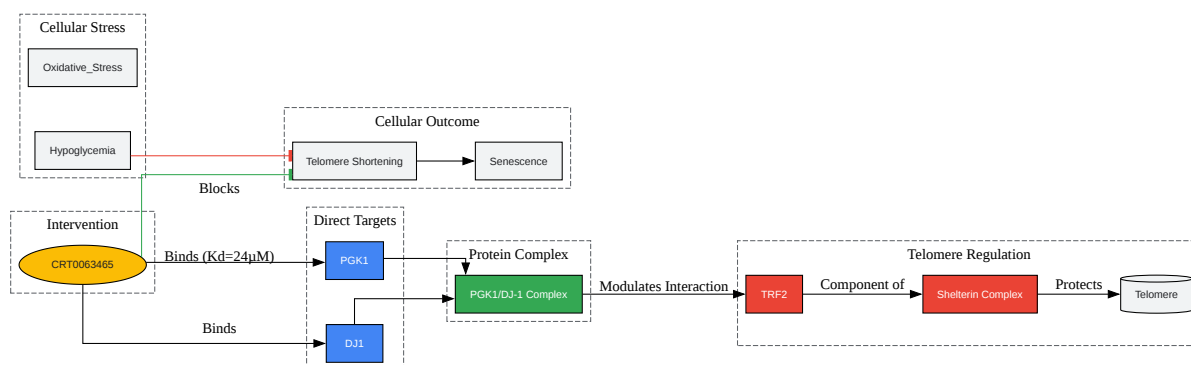 Cellular Stress
Oxidative_Stress
Hypoglycemia
Cellular Outcome
Telomere Shortening
Senescence
Blocks
Intervention
CRT0063465
Binds (Kd=24µM)
Binds
Direct Targets
PGK1
DJ1
Protein Complex
PGK1/DJ-1 Complex
Modulates Interaction
Telomere Regulation
TRF2
Component of
Shelterin Complex
Protects
Telomere